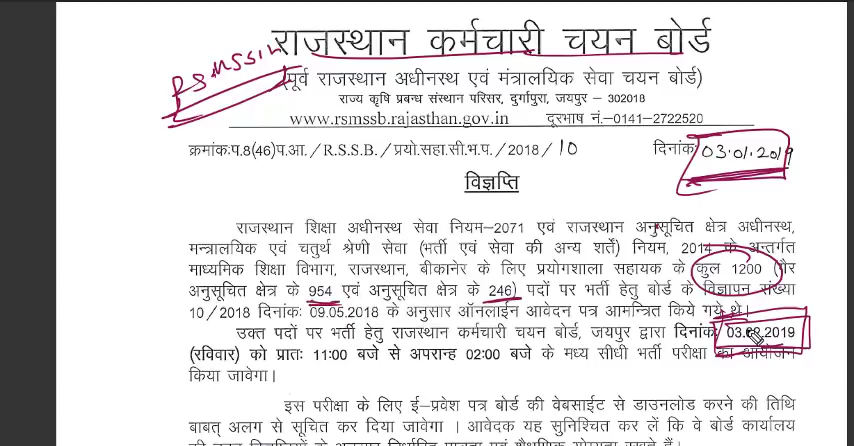 RSMSSB
राजस्थान कर्मचारी चयन बोर्ड
(पूर्व राजस्थान अधीनस्थ एवं मंत्रालयिक सेवा चयन बोर्ड)
राज्य कृषि प्रबन्ध संस्थान परिसर, दुर्गापुरा, जयपुर – 302018
www.rsmssb.rajasthan.gov.in दूरभाष नं.–0141-2722520
क्रमांक:प.8(46)प.आ./R.S.S.B./प्रयो.सहा.सी.भ.प./2018/10 दिनांक: 03.01.2019
विज्ञप्ति
राजस्थान शिक्षा अधीनस्थ सेवा नियम–2071 एवं राजस्थान अनुसूचित क्षेत्र अधीनस्थ,
मन्त्रालयिक एवं चतुर्थ श्रेणी सेवा (भर्ती एवं सेवा की अन्य शर्तें) नियम, 2014 के अन्तर्गत
माध्यमिक शिक्षा विभाग, राजस्थान, बीकानेर के लिए प्रयोगशाला सहायक के कुल 1200 (गैर
अनुसूचित क्षेत्र के 954 एवं अनुसूचित क्षेत्र के 246) पदों पर भर्ती हेतु बोर्ड के विज्ञापन संख्या
10/2018 दिनांक: 09.05.2018 के अनुसार ऑनलाईन आवेदन पत्र आमन्त्रित किये गये थे।
उक्त पदों पर भर्ती हेतु राजस्थान कर्मचारी चयन बोर्ड, जयपुर द्वारा दिनांक
(रविवार) को प्रातः 11:00 बजे से अपरान्ह 02:00 बजे के मध्य सीधी भर्ती परीक्षा का आयोजन
किया जावेगा।
इस परीक्षा के लिए ई–प्रवेश पत्र बोर्ड की वेबसाईट से डाउनलोड करने की तिथि
बाबत् अलग से सूचित कर दिया जावेगा । आवेदक यह सुनिश्चित कर लें कि वे बोर्ड कार्यालय